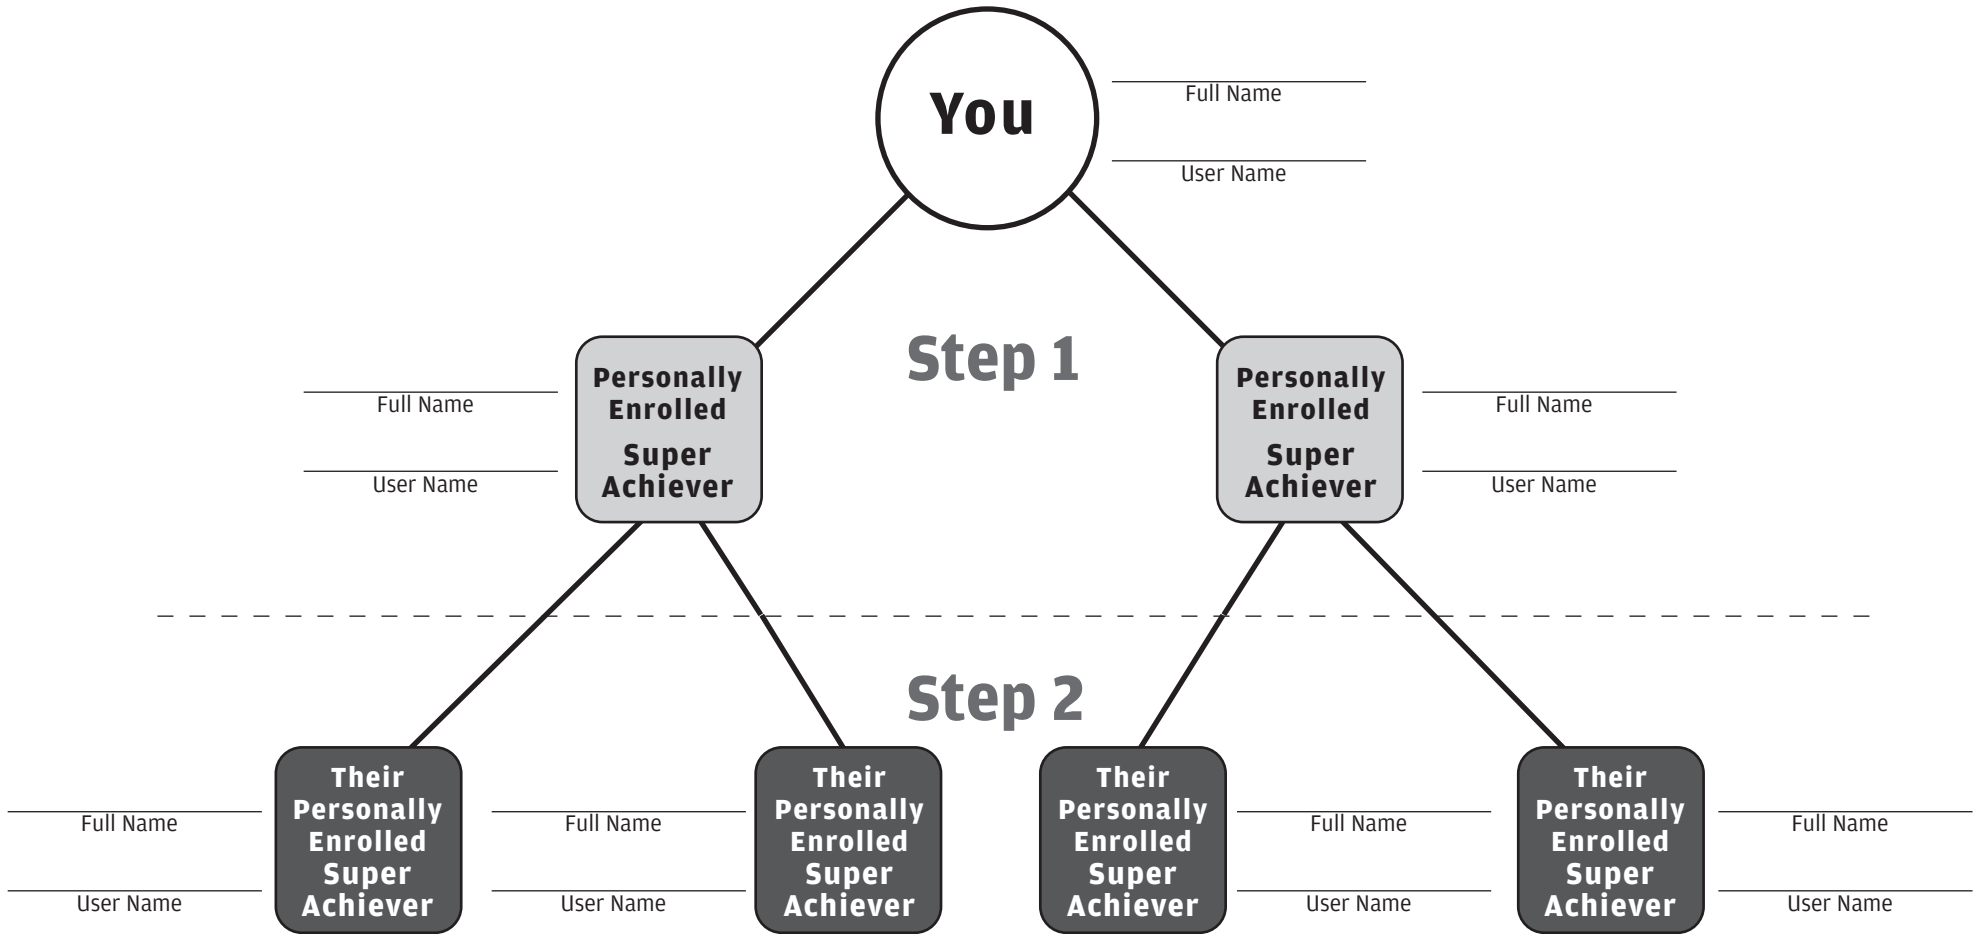 You
Full Name
User Name
Step 1
Full Name
User Name
Personally
Enrolled
Super
Achiever
Personally
Enrolled
Super
Achiever
Full Name
User Name
Step 2
Full Name
User Name
Their
Personally
Enrolled
Super
Achiever
Full Name
User Name
Their
Personally
Enrolled
Super
Achiever
Their
Personally
Enrolled
Super
Achiever
Full Name
User Name
Their
Personally
Enrolled
Super
Achiever
Full Name
User Name